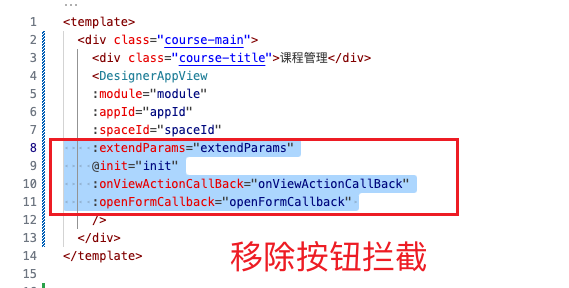 ...
1 <template>
2 <div class="course-main">
3 <div class="course-title">课程管理</div>
4 <DesignerAppView
5 :module="module"
6 :appId="appId"
7 :spaceId="spaceId"
8 :extendParams="extendParams"
9 @init="init"
10 :onViewActionCallBack="onViewActionCallBack"
11 :openFormCallback="openFormCallback"
12 />
13 </div>
14 </template>
15
移除按钮拦截